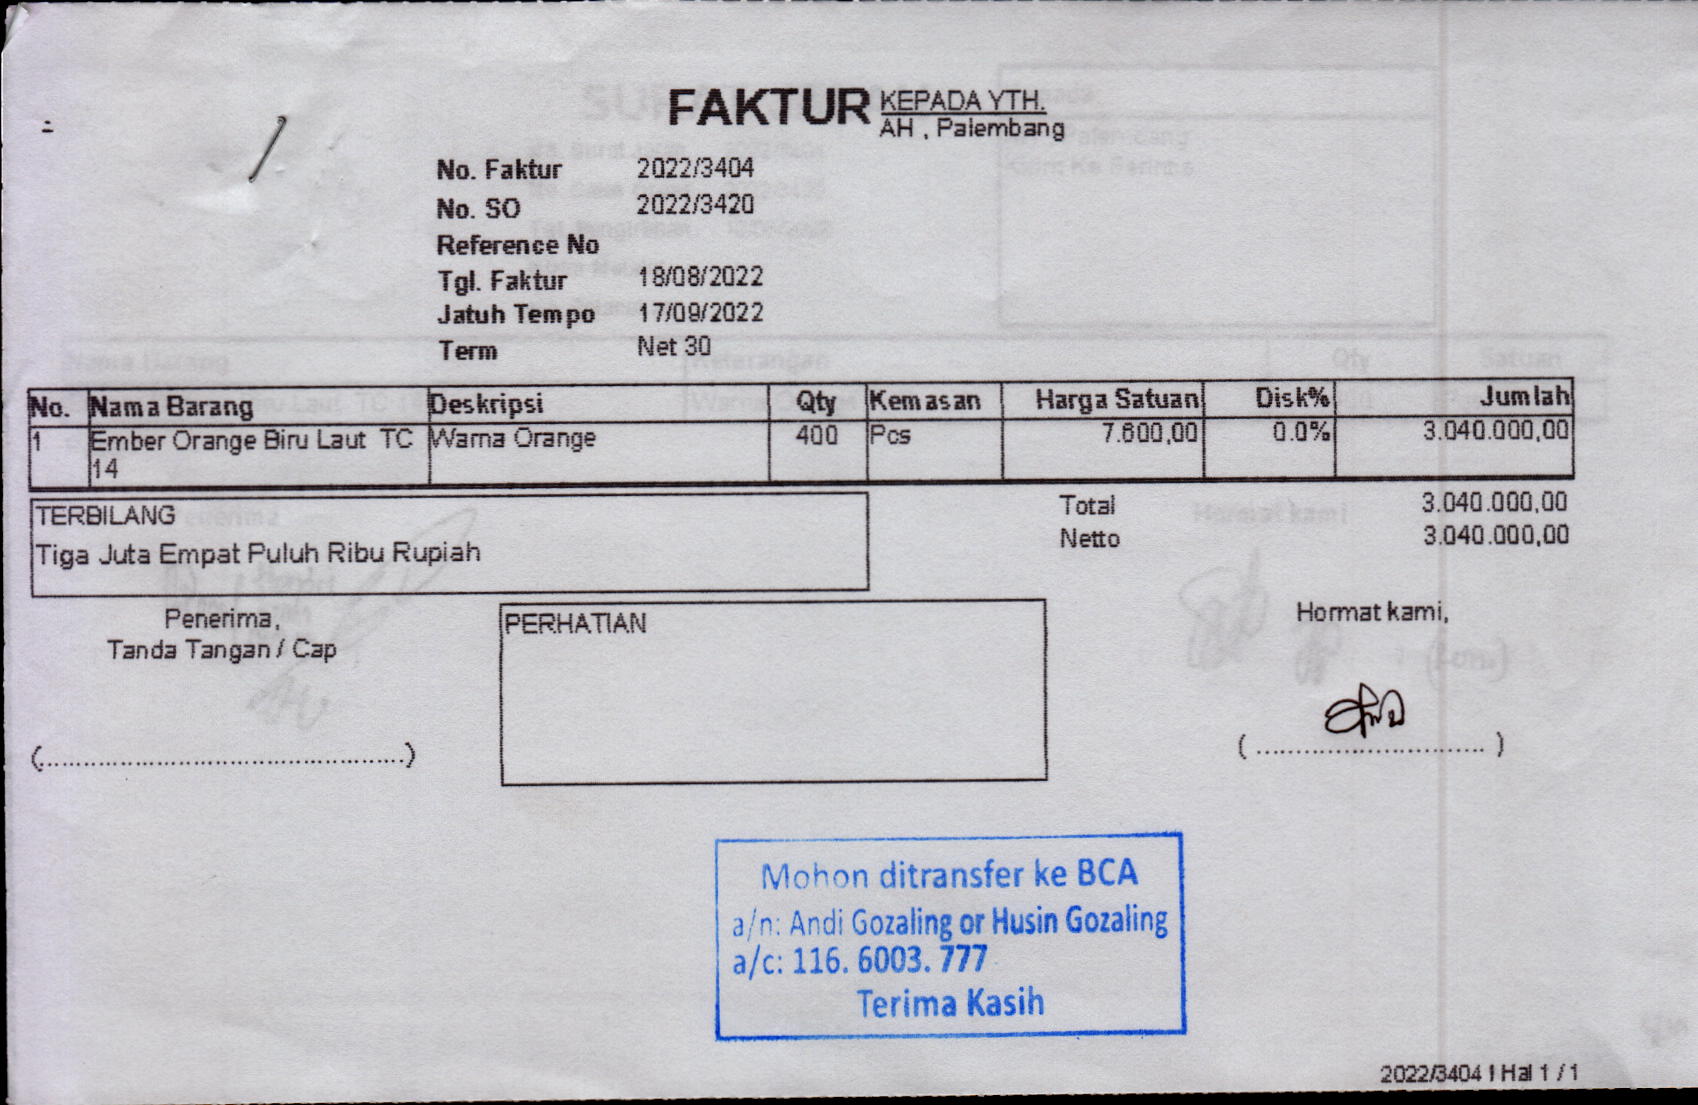 FAKTUR
KEPADA YTH.
AH , Palembang
No. Faktur 2022/3404
No. SO 2022/3420
Reference No
Tgl. Faktur 18/08/2022
Jatuh Tempo 17/09/2022
Term Net 30
No. Nama Barang Deskripsi Qty Kemasan Harga Satuan Disk% Jumlah
1 Ember Orange Biru Laut TC Warna Orange 400 Pcs 7.600,00 0.0% 3.040.000,00
14
TERBILANG
Tiga Juta Empat Puluh Ribu Rupiah
Total 3.040.000,00
Netto 3.040.000,00
Penerima,
Tanda Tangan / Cap
(................................................)
PERHATIAN
Hormat kami,
( .............................. )
Mohon ditransfer ke BCA
a/n: Andi Gozaling or Husin Gozaling
a/c: 116. 6003. 777
Terima Kasih
2022/3404 ! Hal 1 / 1